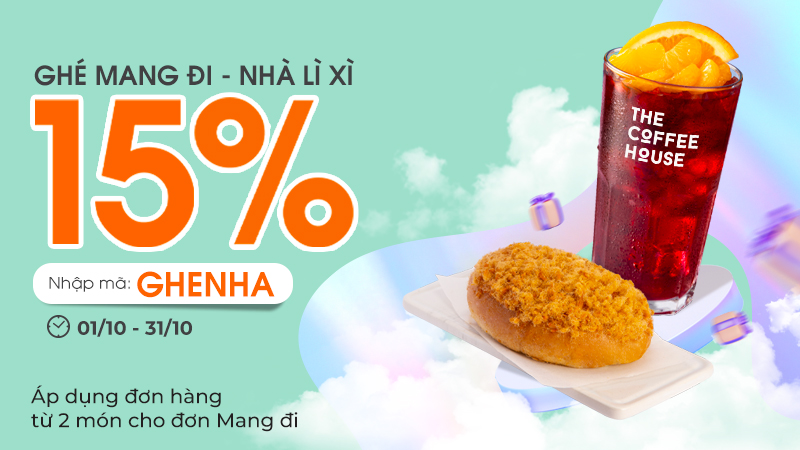 GHÉ MANG ĐI - NHÀ LÌ XÌ
15%
Nhập mã: GHENHA
01/10 - 31/10
Áp dụng đơn hàng
từ 2 món cho đơn Mang đi
THE
COFFEE
HOUSE